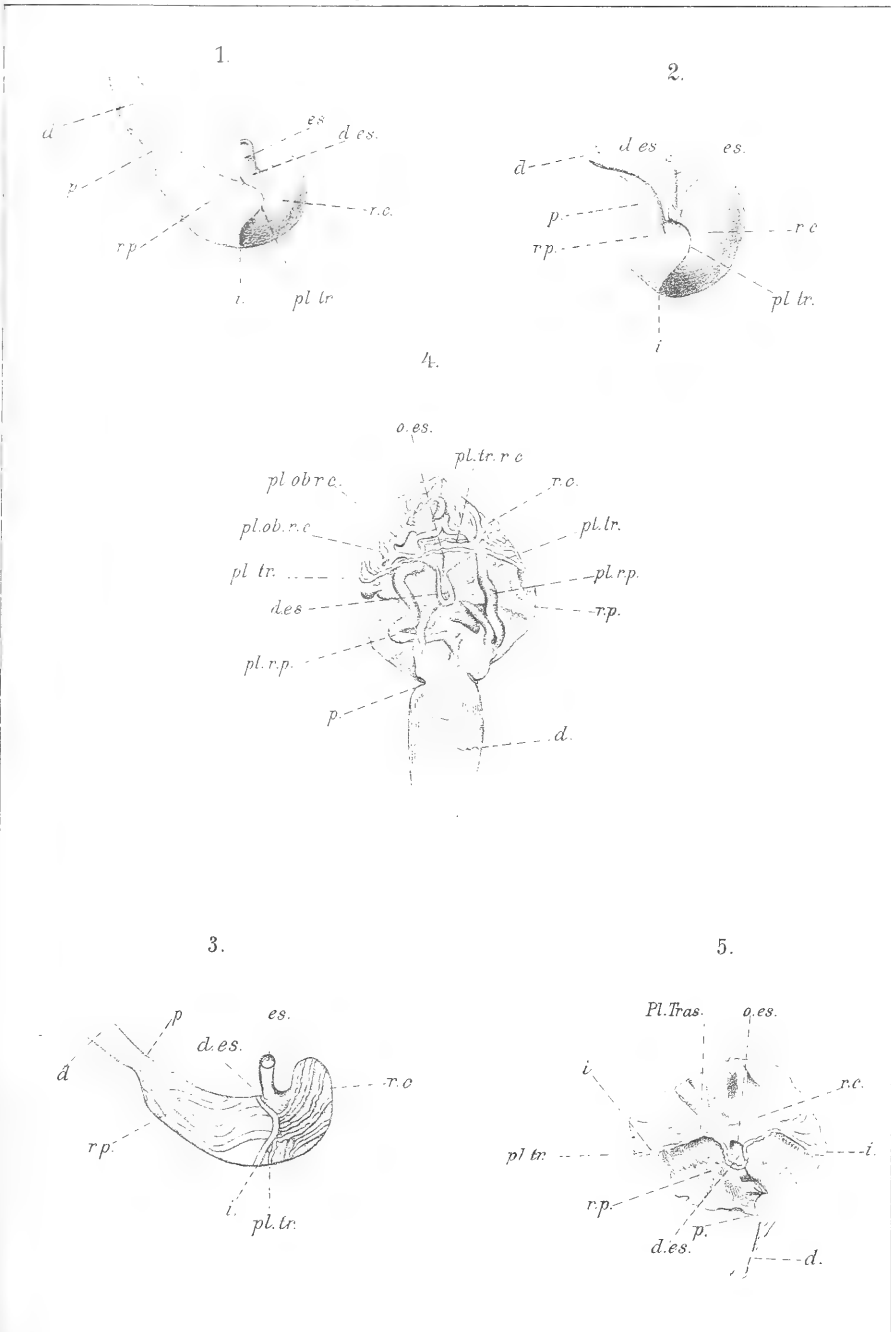 1.
d
es
d es.
p.
r.c.
r p
i.
pl tr
2.
d
d es
es.
p.
r c
r p.
pl tr.
i
4.
o. es.
pl. tr. r c
pl ob r c.
r. c.
pl. ob. r. c
pl. tr.
pl tr.
pl. r.p.
d.es
r.p.
pl. r. p.
p.
d.
3.
p
es.
d. es.
d
r. c
r p.
i.
pl. tr.
5.
Pl. Tras.
o. es.
i.
r.c.
pl tr.
i.
r.p.
p.
d.es.
d.